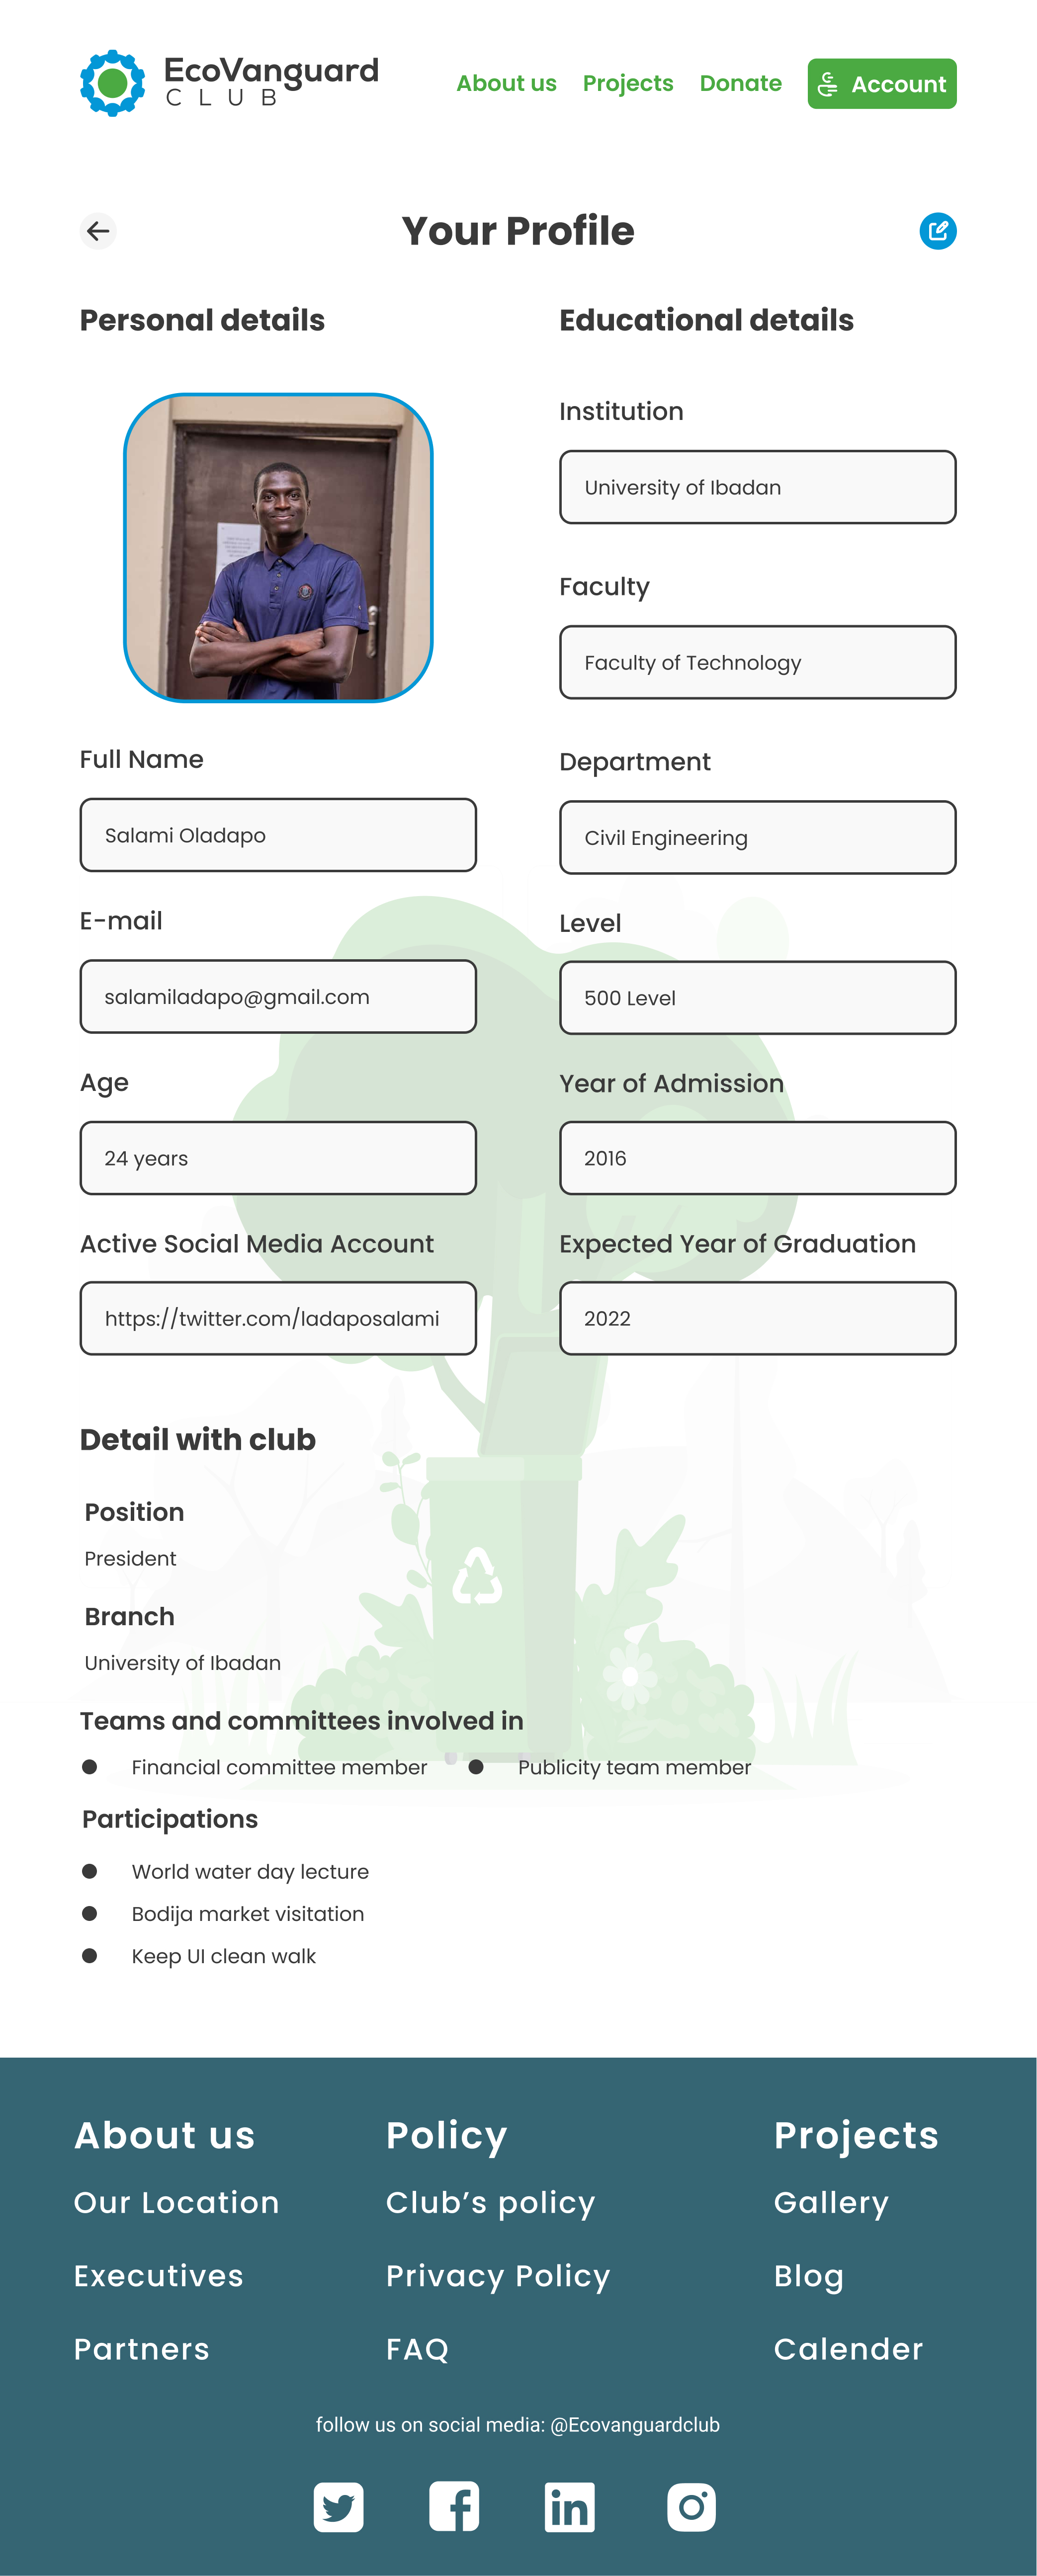 EcoVanguard
CLUB
About us Projects Donate Account
Your Profile
Personal details
Full Name
Salami Oladapo
E-mail
salamiladapo@gmail.com
Age
24 years
Active Social Media Account
https://twitter.com/ladaposalami
Educational details
Institution
University of Ibadan
Faculty
Faculty of Technology
Department
Civil Engineering
Level
500 Level
Year of Admission
2016
Expected Year of Graduation
2022
Detail with club
Position
President
Branch
University of Ibadan
Teams and committees involved in
● Financial committee member ● Publicity team member
Participations
● World water day lecture
● Bodija market visitation
● Keep UI clean walk
About us
Our Location
Executives
Partners
Policy
Club's policy
Privacy Policy
FAQ
Projects
Gallery
Blog
Calender
follow us on social media: @Ecovanguardclub
in